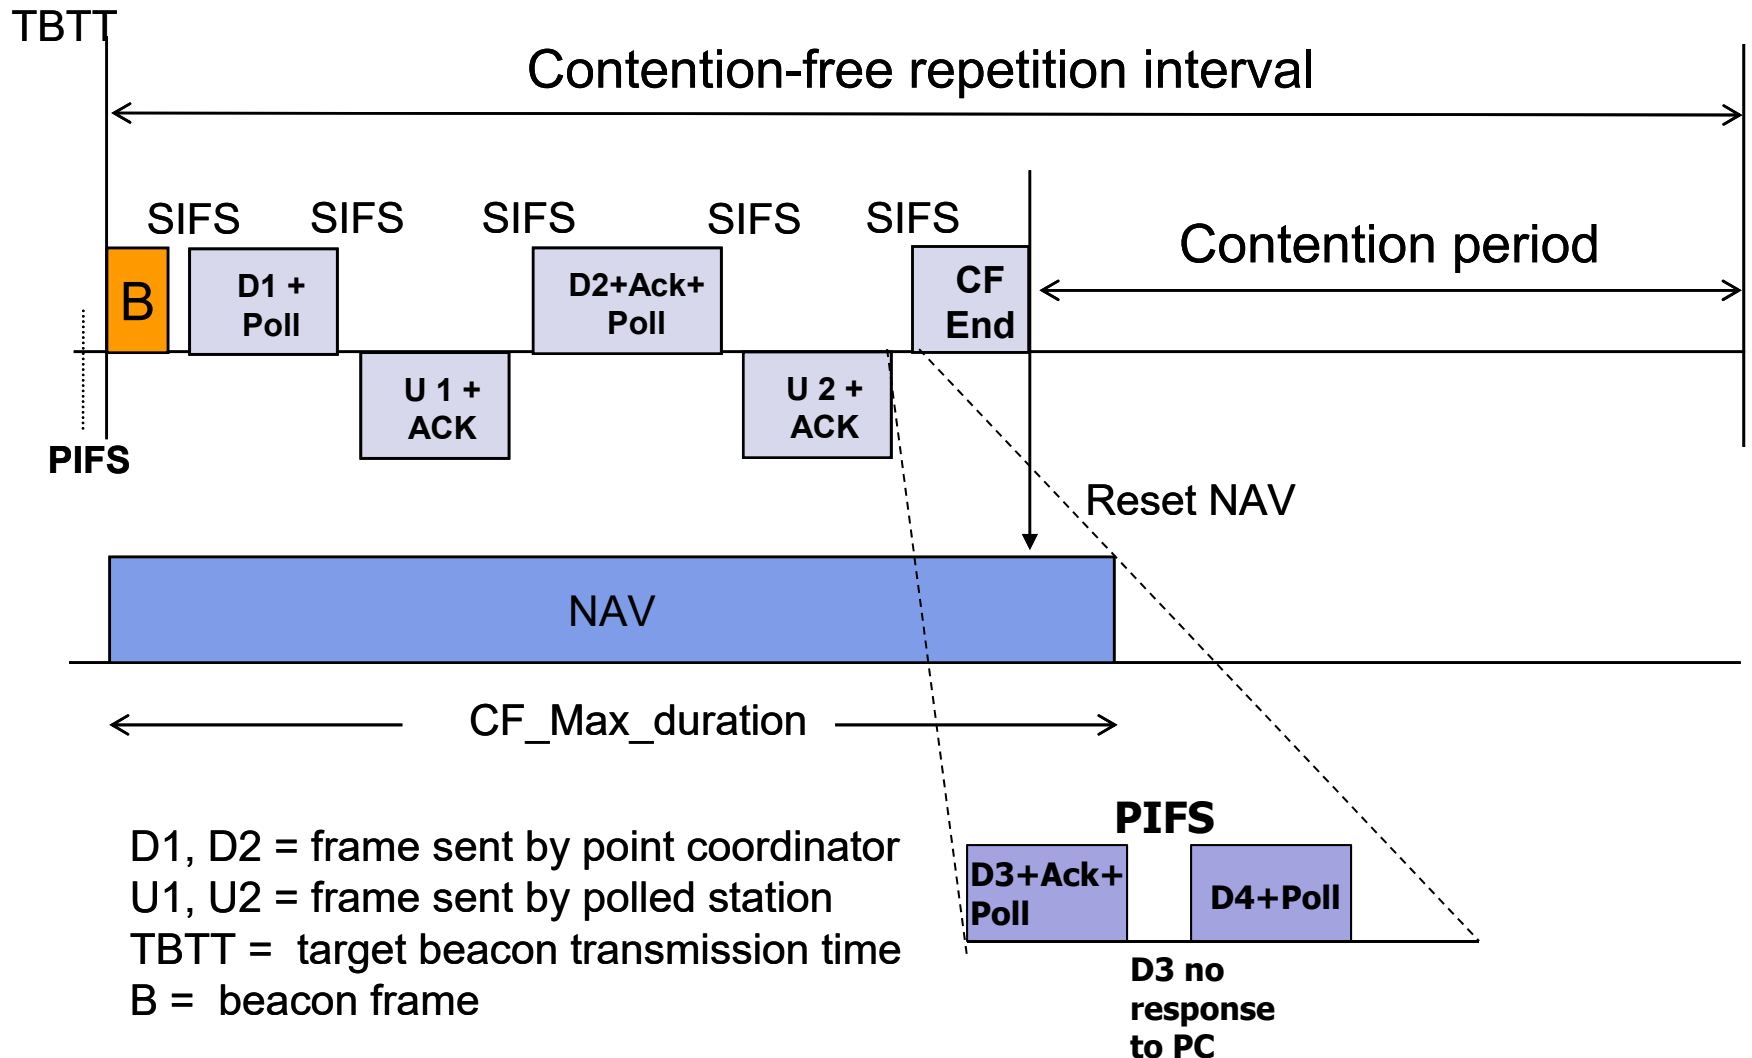 TBTT
Contention-free repetition interval
SIFS SIFS SIFS SIFS SIFS
Contention period
B
D1 +
Poll
D2+Ack+
Poll
CF
End
U 1 +
ACK
U 2 +
ACK
PIFS
Reset NAV
NAV
CF_Max_duration
PIFS
D3+Ack+
Poll
D4+Poll
D3 no
response
to PC
D1, D2 = frame sent by point coordinator
U1, U2 = frame sent by polled station
TBTT = target beacon transmission time
B = beacon frame